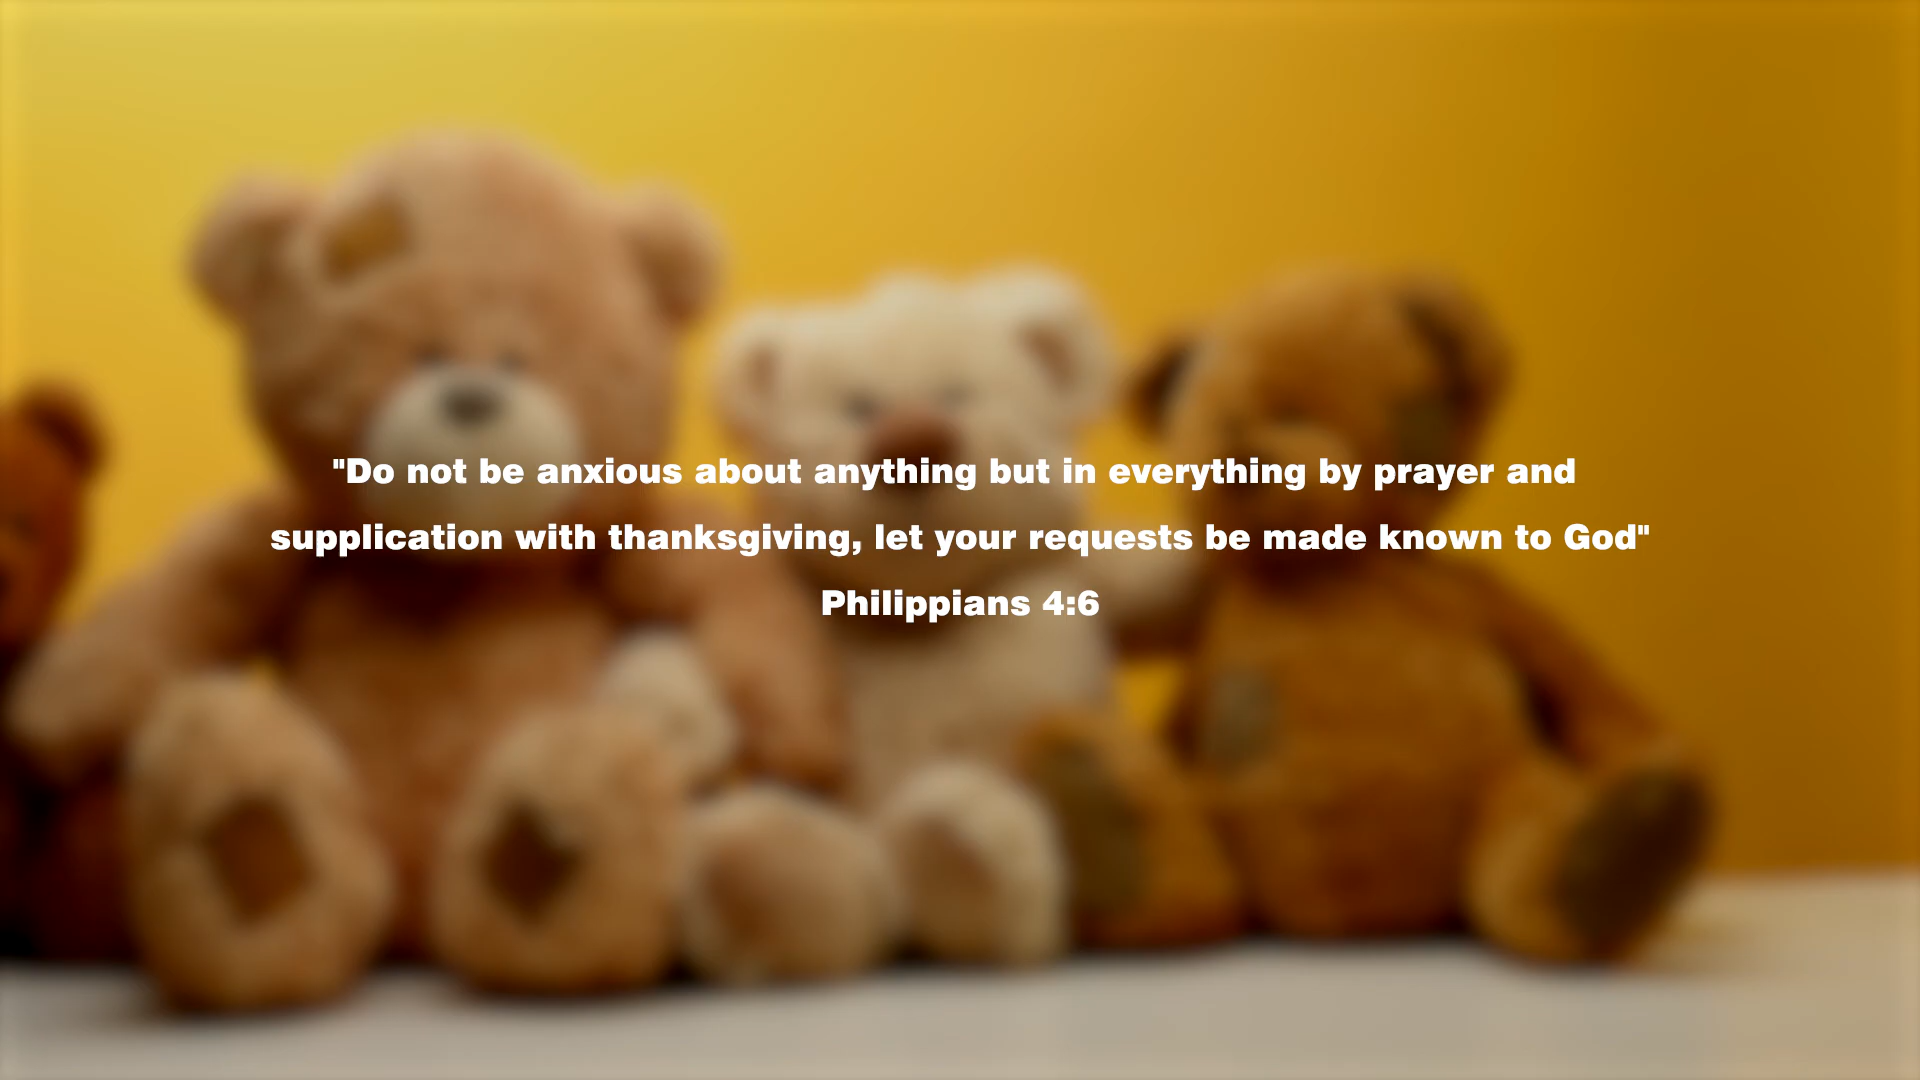 "Do not be anxious about anything but in everything by prayer and
supplication with thanksgiving, let your requests be made known to God"
Philippians 4:6